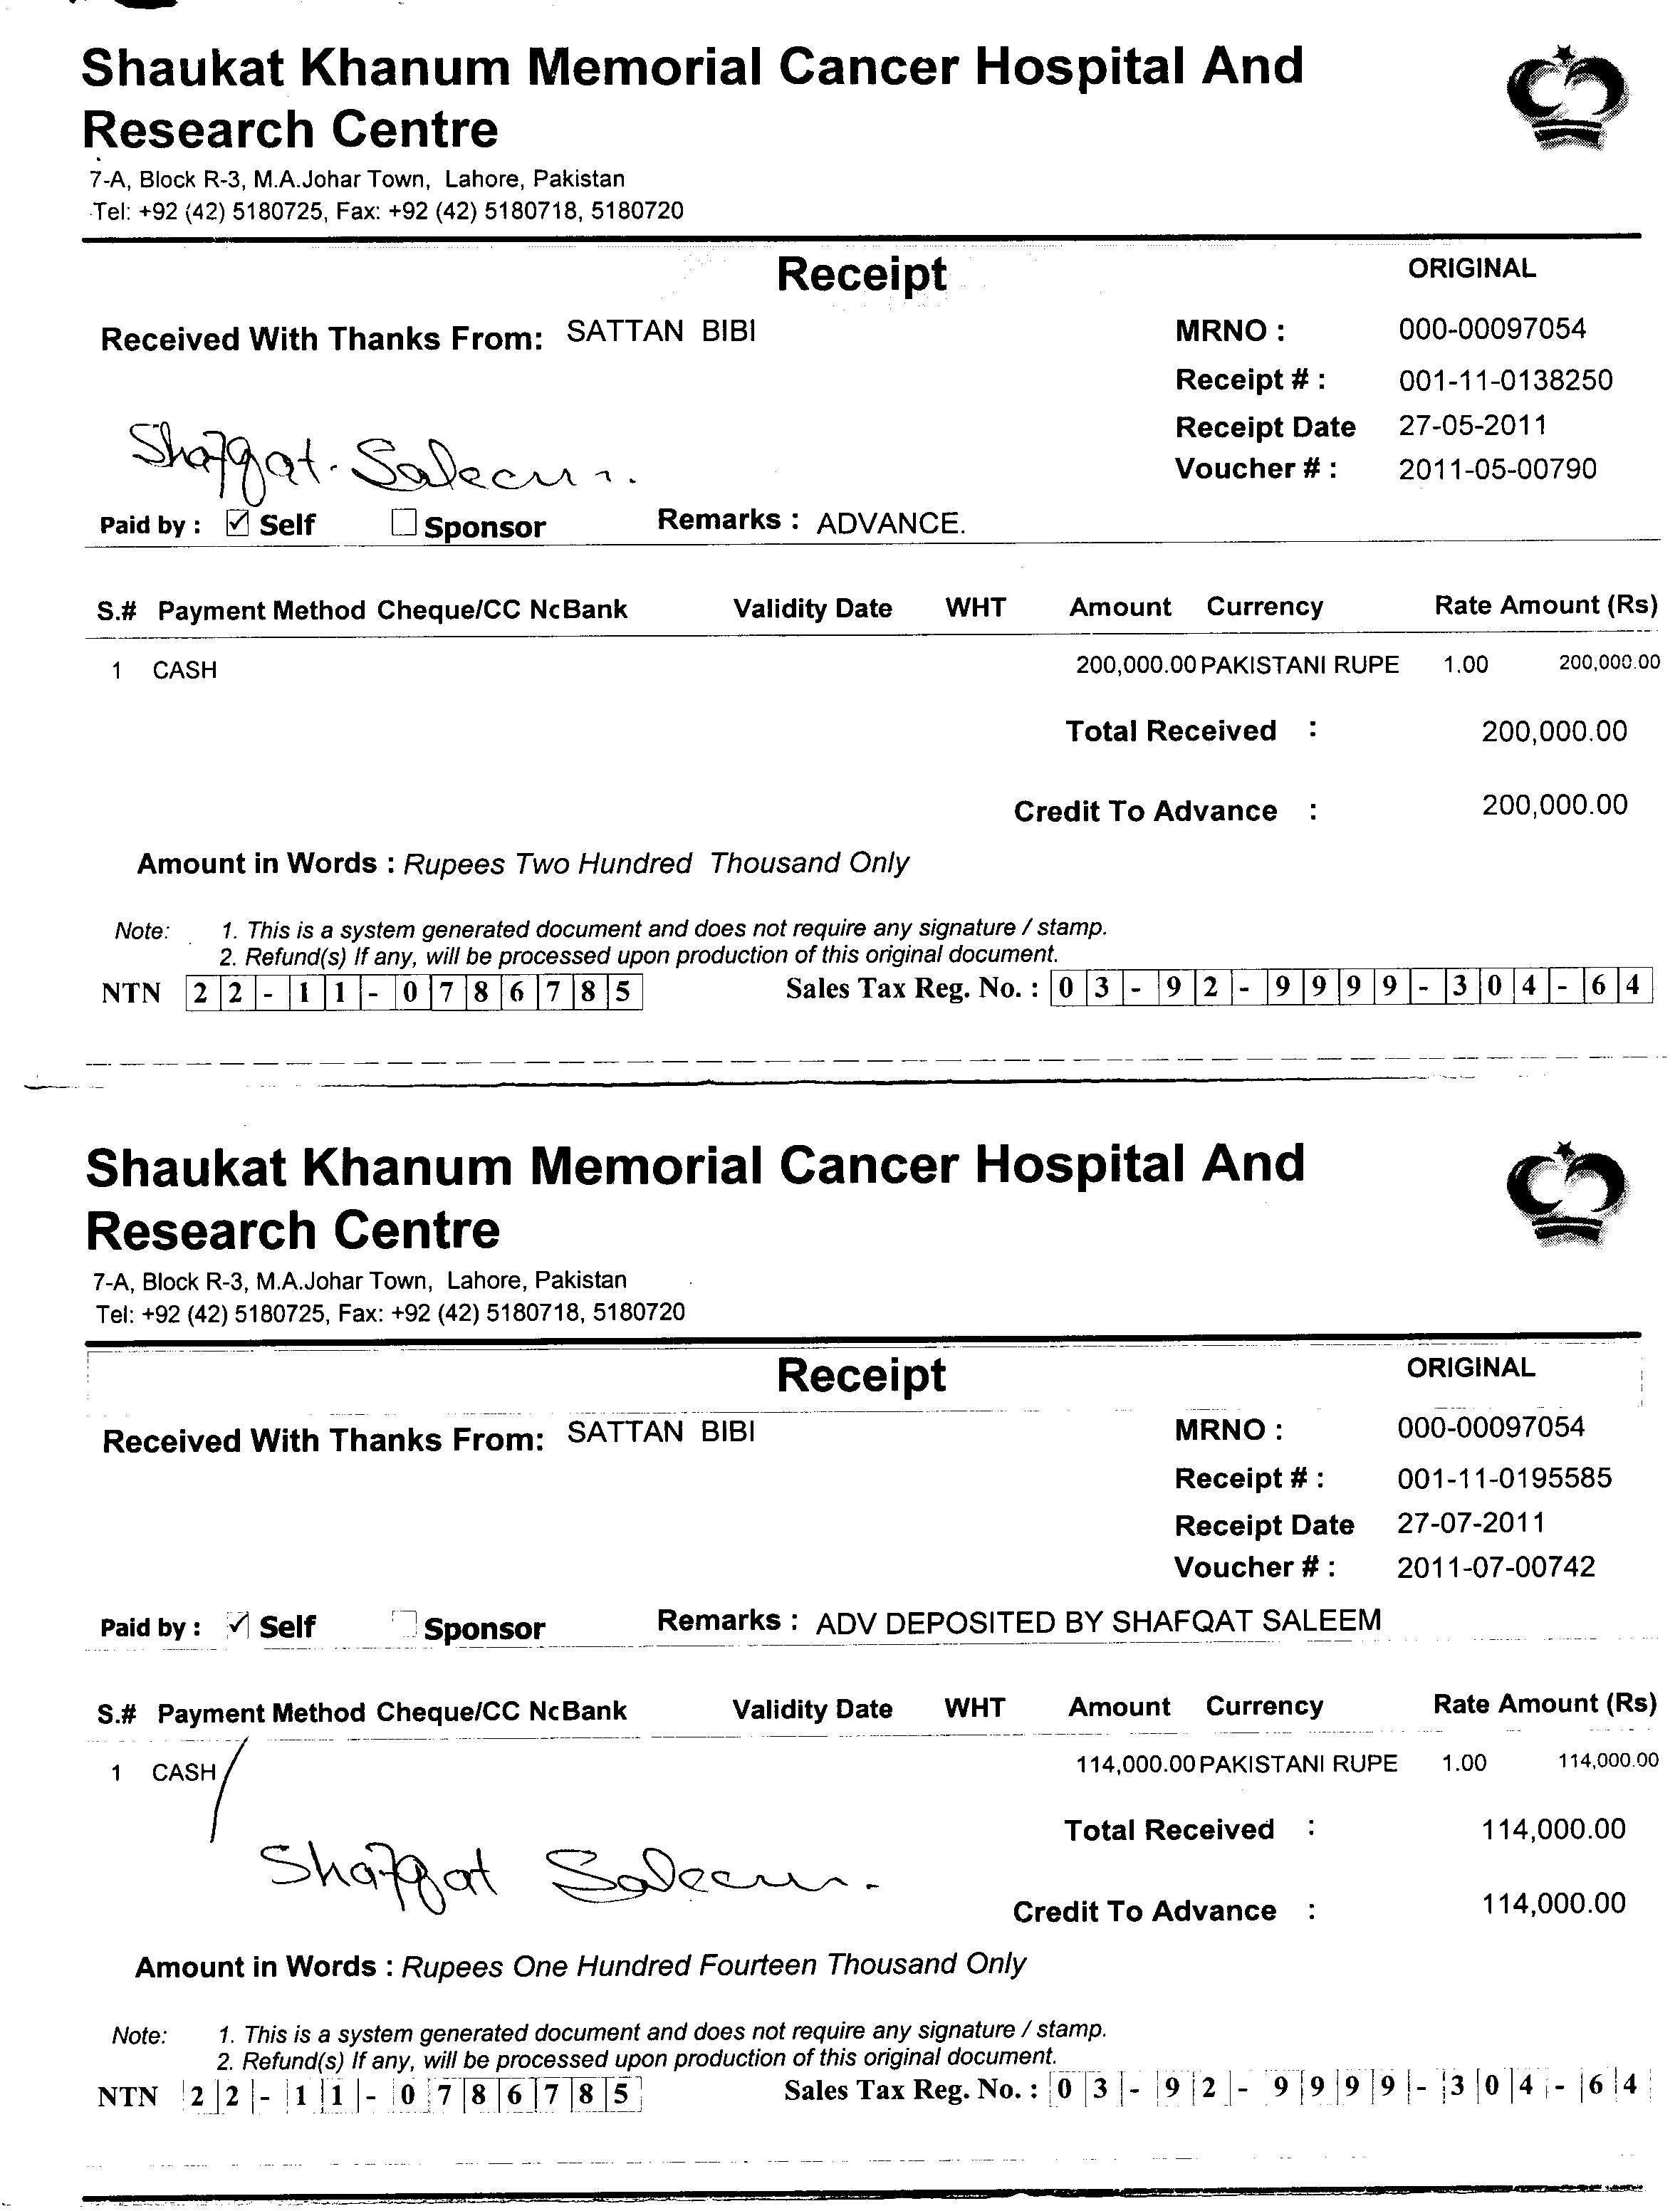 Shaukat Khanum Memorial Cancer Hospital And
Research Centre
7-A, Block R-3, M.A.Johar Town, Lahore, Pakistan
Tel: +92 (42) 5180725, Fax: +92 (42) 5180718, 5180720
Receipt ORIGINAL
Received With Thanks From: SATTAN BIBI MRNO : 000-00097054
Receipt # : 001-11-0138250
Receipt Date 27-05-2011
Shafqat Saleem.
Voucher # : 2011-05-00790
Paid by : ☑ Self ☐ Sponsor Remarks : ADVANCE.
S.# Payment Method Cheque/CC Nc Bank Validity Date WHT Amount Currency Rate Amount (Rs)
1 CASH 200,000.00 PAKISTANI RUPE 1.00 200,000.00
Total Received : 200,000.00
Credit To Advance : 200,000.00
Amount in Words : Rupees Two Hundred Thousand Only
Note: 1. This is a system generated document and does not require any signature / stamp.
2. Refund(s) If any, will be processed upon production of this original document.
NTN 22-11-0786785 Sales Tax Reg. No. : 03-92-9999-304-64
Shaukat Khanum Memorial Cancer Hospital And
Research Centre
7-A, Block R-3, M.A.Johar Town, Lahore, Pakistan
Tel: +92 (42) 5180725, Fax: +92 (42) 5180718, 5180720
Receipt ORIGINAL
Received With Thanks From: SATTAN BIBI MRNO : 000-00097054
Receipt # : 001-11-0195585
Receipt Date 27-07-2011
Voucher # : 2011-07-00742
Paid by : ☑ Self ☐ Sponsor Remarks : ADV DEPOSITED BY SHAFQAT SALEEM
S.# Payment Method Cheque/CC Nc Bank Validity Date WHT Amount Currency Rate Amount (Rs)
1 CASH 114,000.00 PAKISTANI RUPE 1.00 114,000.00
Total Received : 114,000.00
Shafqat Saleem.
Credit To Advance : 114,000.00
Amount in Words : Rupees One Hundred Fourteen Thousand Only
Note: 1. This is a system generated document and does not require any signature / stamp.
2. Refund(s) If any, will be processed upon production of this original document.
NTN 22-11-0786785 Sales Tax Reg. No. : 03-92-9999-304-64